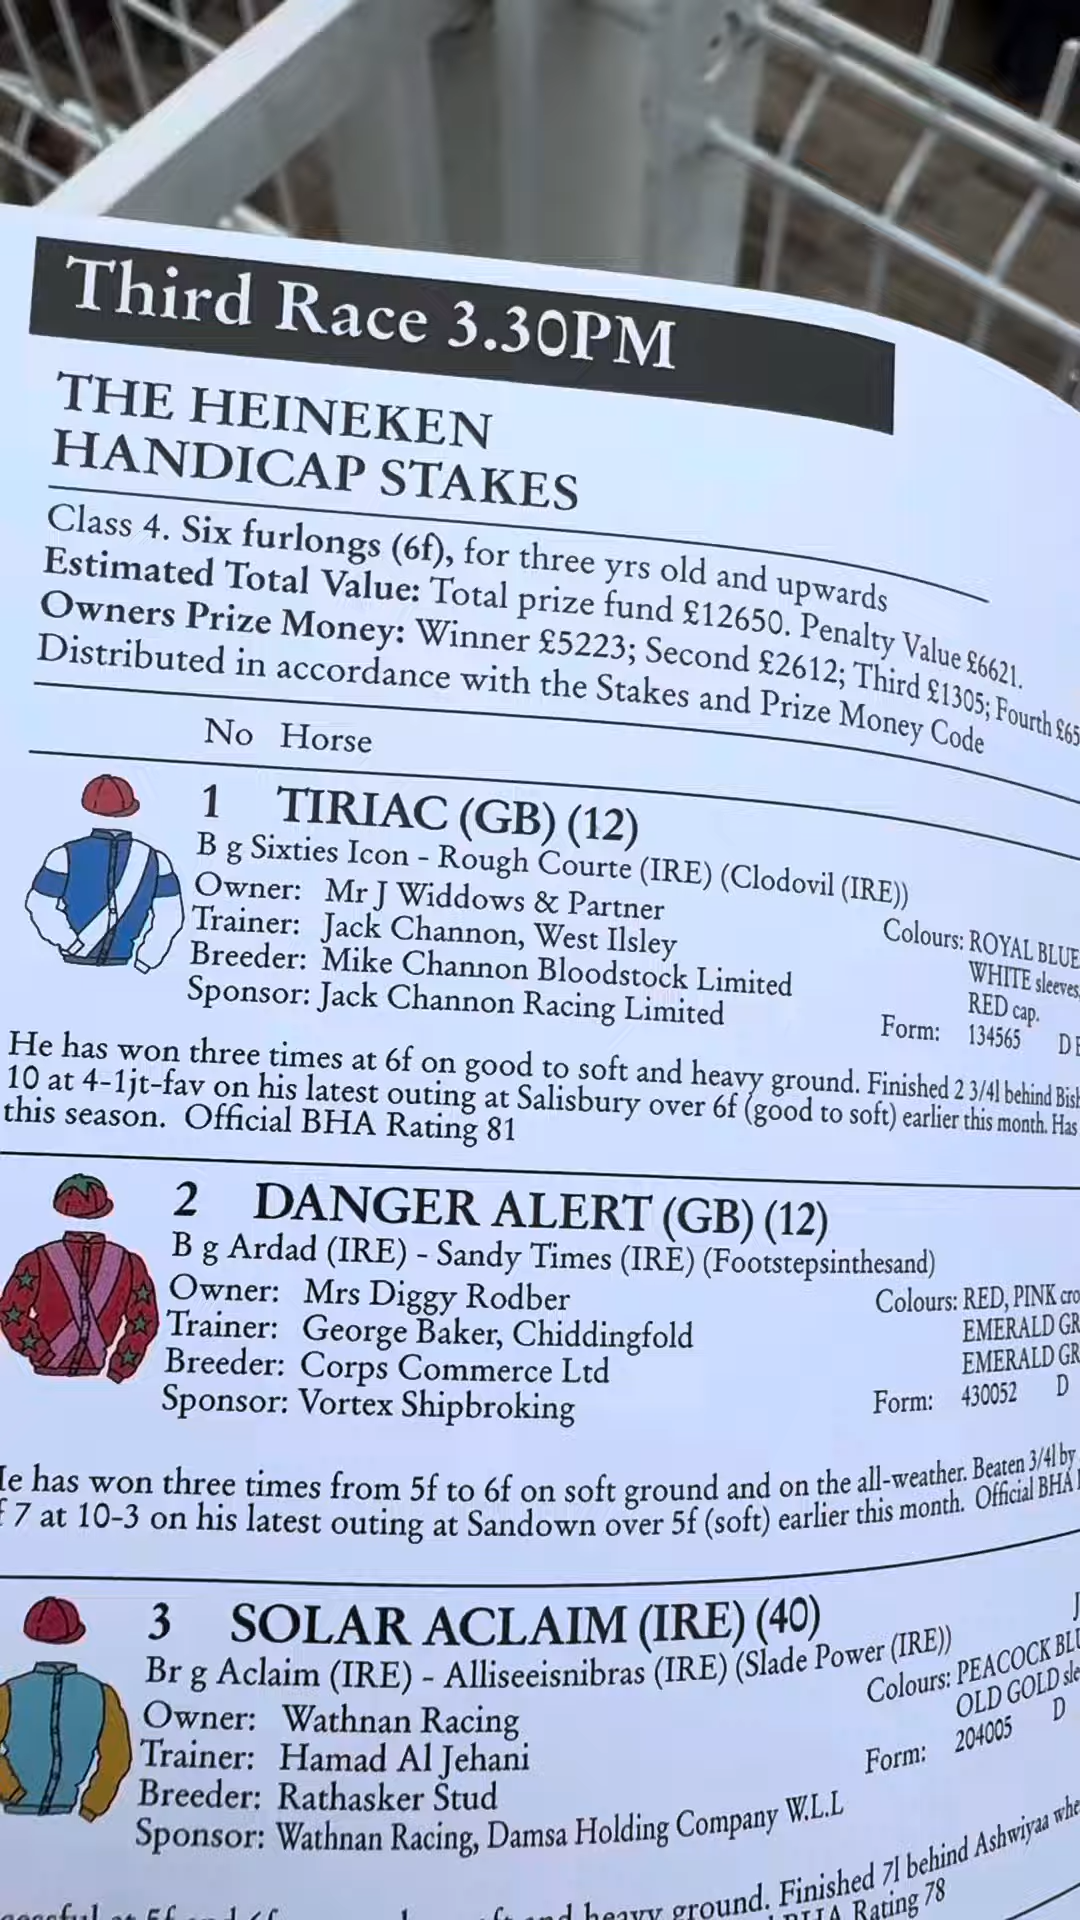 Third Race 3.30PM
THE HEINEKEN
HANDICAP STAKES
Class 4. Six furlongs (6f), for three yrs old and upwards
Estimated Total Value: Total prize fund £12650. Penalty Value £6621.
Owners Prize Money: Winner £5223; Second £2612; Third £1305; Fourth £65
Distributed in accordance with the Stakes and Prize Money Code
No Horse
1 TIRIAC (GB) (12)
B g Sixties Icon - Rough Courte (IRE) (Clodovil (IRE))
Owner: Mr J Widdows & Partner
Trainer: Jack Channon, West Ilsley
Breeder: Mike Channon Bloodstock Limited
Sponsor: Jack Channon Racing Limited
Colours: ROYAL BLUE
WHITE sleeves,
RED cap.
Form: 134565 D
He has won three times at 6f on good to soft and heavy ground. Finished 2 3/4l behind
10 at 4-1jt-fav on his latest outing at Salisbury over 6f (good to soft) earlier this month. Has
this season. Official BHA Rating 81
2 DANGER ALERT (GB) (12)
B g Ardad (IRE) - Sandy Times (IRE) (Footstepsinthesand)
Owner: Mrs Diggy Rodber
Trainer: George Baker, Chiddingfold
Breeder: Corps Commerce Ltd
Sponsor: Vortex Shipbroking
Colours: RED, PINK cro
EMERALD GR
EMERALD GR
Form: 430052 D
He has won three times from 5f to 6f on soft ground and on the all-weather. Beaten 3/4l by
f 7 at 10-3 on his latest outing at Sandown over 5f (soft) earlier this month. Official BHA
3 SOLAR ACLAIM (IRE) (40)
Br g Aclaim (IRE) - Alliseeisnibras (IRE) (Slade Power (IRE))
Owner: Wathnan Racing
Trainer: Hamad Al Jehani
Breeder: Rathasker Stud
Sponsor: Wathnan Racing, Damsa Holding Company W.L.L
J
Colours: PEACOCK BLU
OLD GOLD sle
Form: 204005 D
heavy ground. Finished 7l behind Ashwiyaa whe
Rating 78